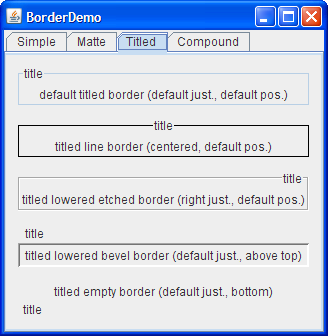 BorderDemo
Simple Matte Titled Compound
title
default titled border (default just., default pos.)
title
titled line border (centered, default pos.)
title
titled lowered etched border (right just., default pos.)
title
titled lowered bevel border (default just., above top)
titled empty border (default just., bottom)
title